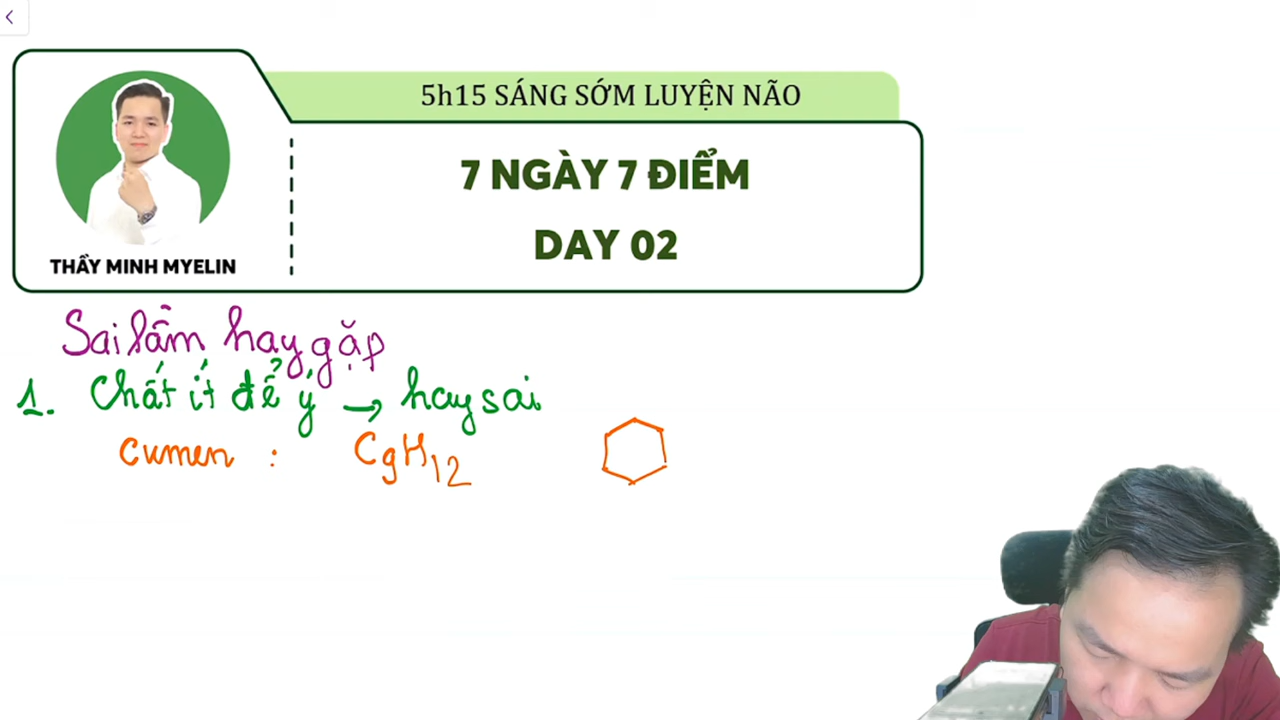 5h15 SÁNG SỚM LUYỆN NÃO
7 NGÀY 7 ĐIỂM
DAY 02
THẦY MINH MYELIN
Sai lầm hay gặp
1. Chất ít để ý → hay sai
cumen : C9H12